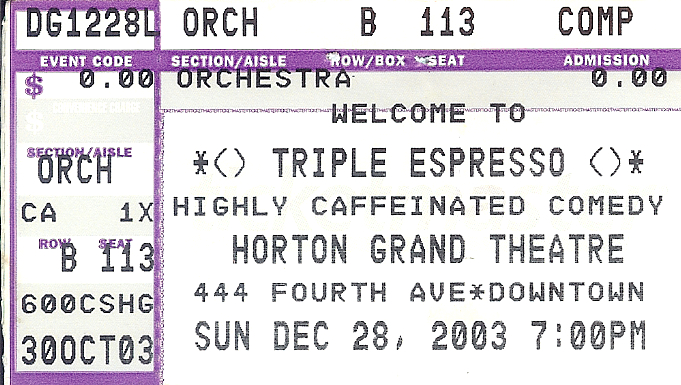 DG1228L ORCH B 113 COMP
EVENT CODE SECTION/AISLE ROW/BOX SEAT ADMISSION
$ 0.00 ORCHESTRA 0.00
$ CONVENIENCE CHARGE
WELCOME TO
SECTION/AISLE
ORCH *<> TRIPLE ESPRESSO <>*
CA 1X HIGHLY CAFFEINATED COMEDY
ROW SEAT
B 113 HORTON GRAND THEATRE
600CSHG 444 FOURTH AVE*DOWNTOWN
30OCT03 SUN DEC 28, 2003 7:00PM